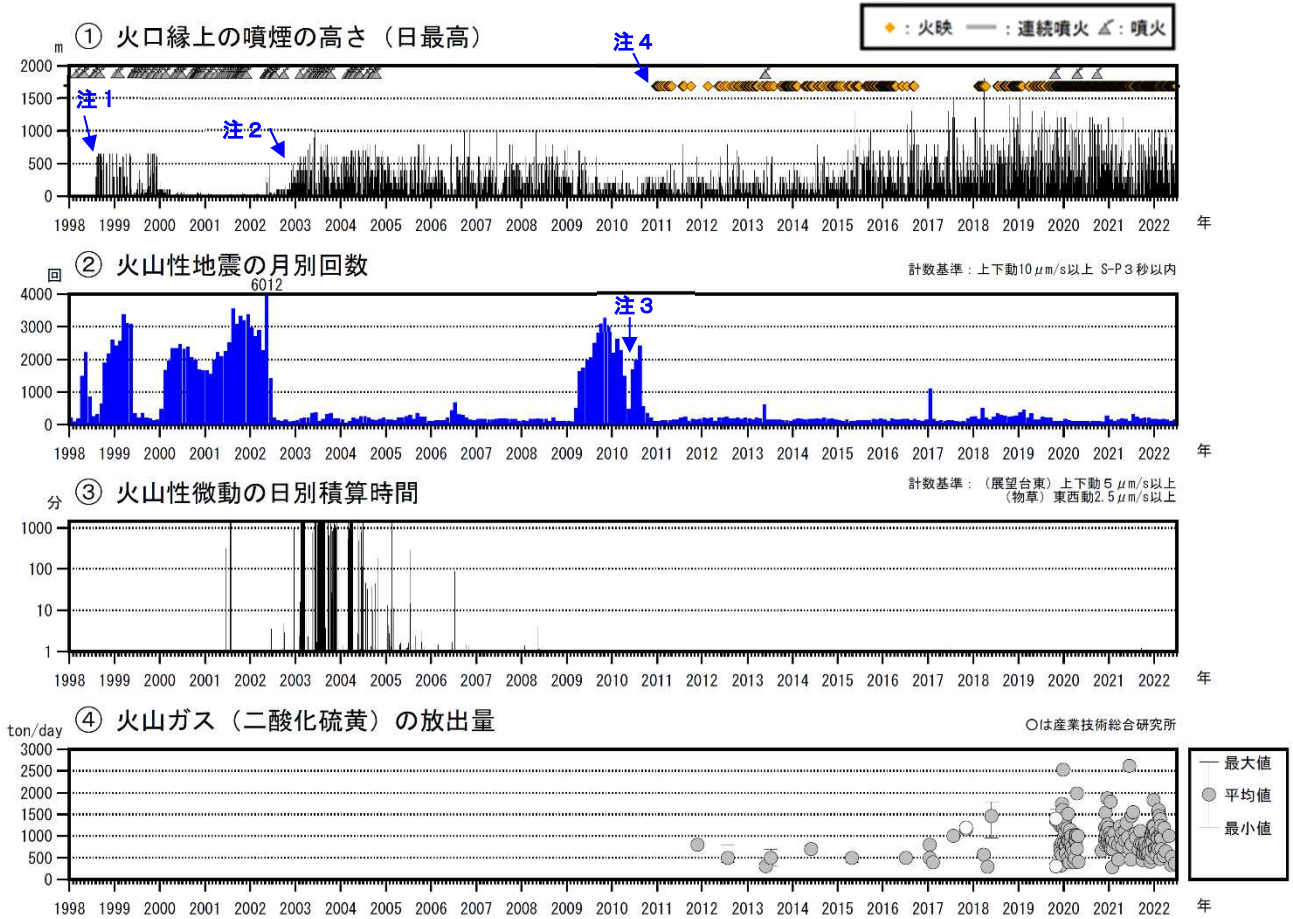 ◆：火映 ―：連続噴火 ：噴火
① 火口縁上の噴煙の高さ（日最高）
m
注４
2000
1500
1000
500
0
注１
注２
1998 1999 2000 2001 2002 2003 2004 2005 2006 2007 2008 2009 2010 2011 2012 2013 2014 2015 2016 2017 2018 2019 2020 2021 2022 年
② 火山性地震の月別回数
回
計数基準：上下動10μm/s以上 S-P３秒以内
6012
注３
4000
3000
2000
1000
0
1998 1999 2000 2001 2002 2003 2004 2005 2006 2007 2008 2009 2010 2011 2012 2013 2014 2015 2016 2017 2018 2019 2020 2021 2022 年
③ 火山性微動の日別積算時間
分
計数基準：（展望台東）上下動５μm/s以上
（物草）東西動2.5μm/s以上
1000
100
10
1
1998 1999 2000 2001 2002 2003 2004 2005 2006 2007 2008 2009 2010 2011 2012 2013 2014 2015 2016 2017 2018 2019 2020 2021 2022 年
④ 火山ガス（二酸化硫黄）の放出量
ton/day
○は産業技術総合研究所
3000
2500
2000
1500
1000
500
0
最大値
平均値
最小値
1998 1999 2000 2001 2002 2003 2004 2005 2006 2007 2008 2009 2010 2011 2012 2013 2014 2015 2016 2017 2018 2019 2020 2021 2022 年